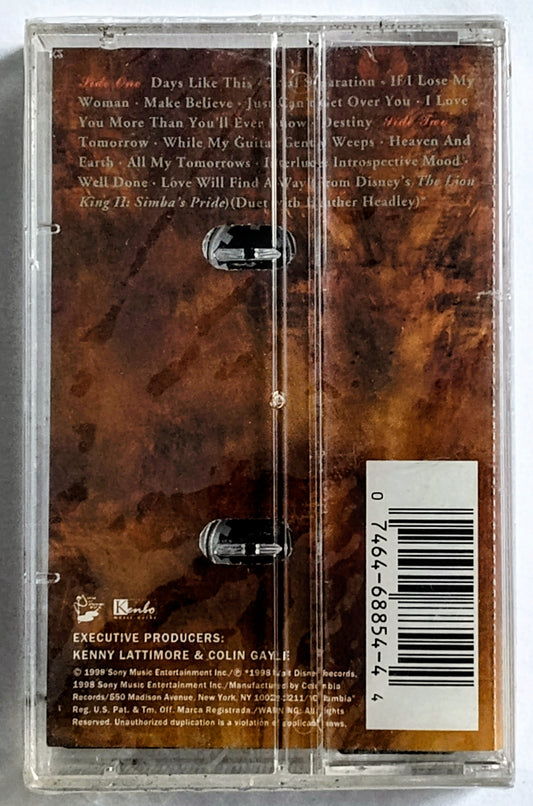 Side One Days Like This · Trial Separation · If I Lose My
Woman · Make Believe · Just Can't Get Over You · I Love
You More Than You'll Ever Know · Destiny Side Two
Tomorrow · While My Guitar Gently Weeps · Heaven And
Earth · All My Tomorrows · Interlude: Introspective Mood ·
Well Done · Love Will Find A Way (From Disney's The Lion
King II: Simba's Pride)(Duet with Heather Headley)*
Kenbo
music works
EXECUTIVE PRODUCERS:
KENNY LATTIMORE & COLIN GAYLE
© 1998 Sony Music Entertainment Inc./℗ *1998 Walt Disney Records,
1998 Sony Music Entertainment Inc./Manufactured by Columbia
Records/550 Madison Avenue, New York, NY 10022-3211/"Columbia"
Reg. U.S. Pat. & Tm. Off. Marca Registrada./WARNING: All Rights
Reserved. Unauthorized duplication is a violation of applicable laws.
0 7464-68854-4 4